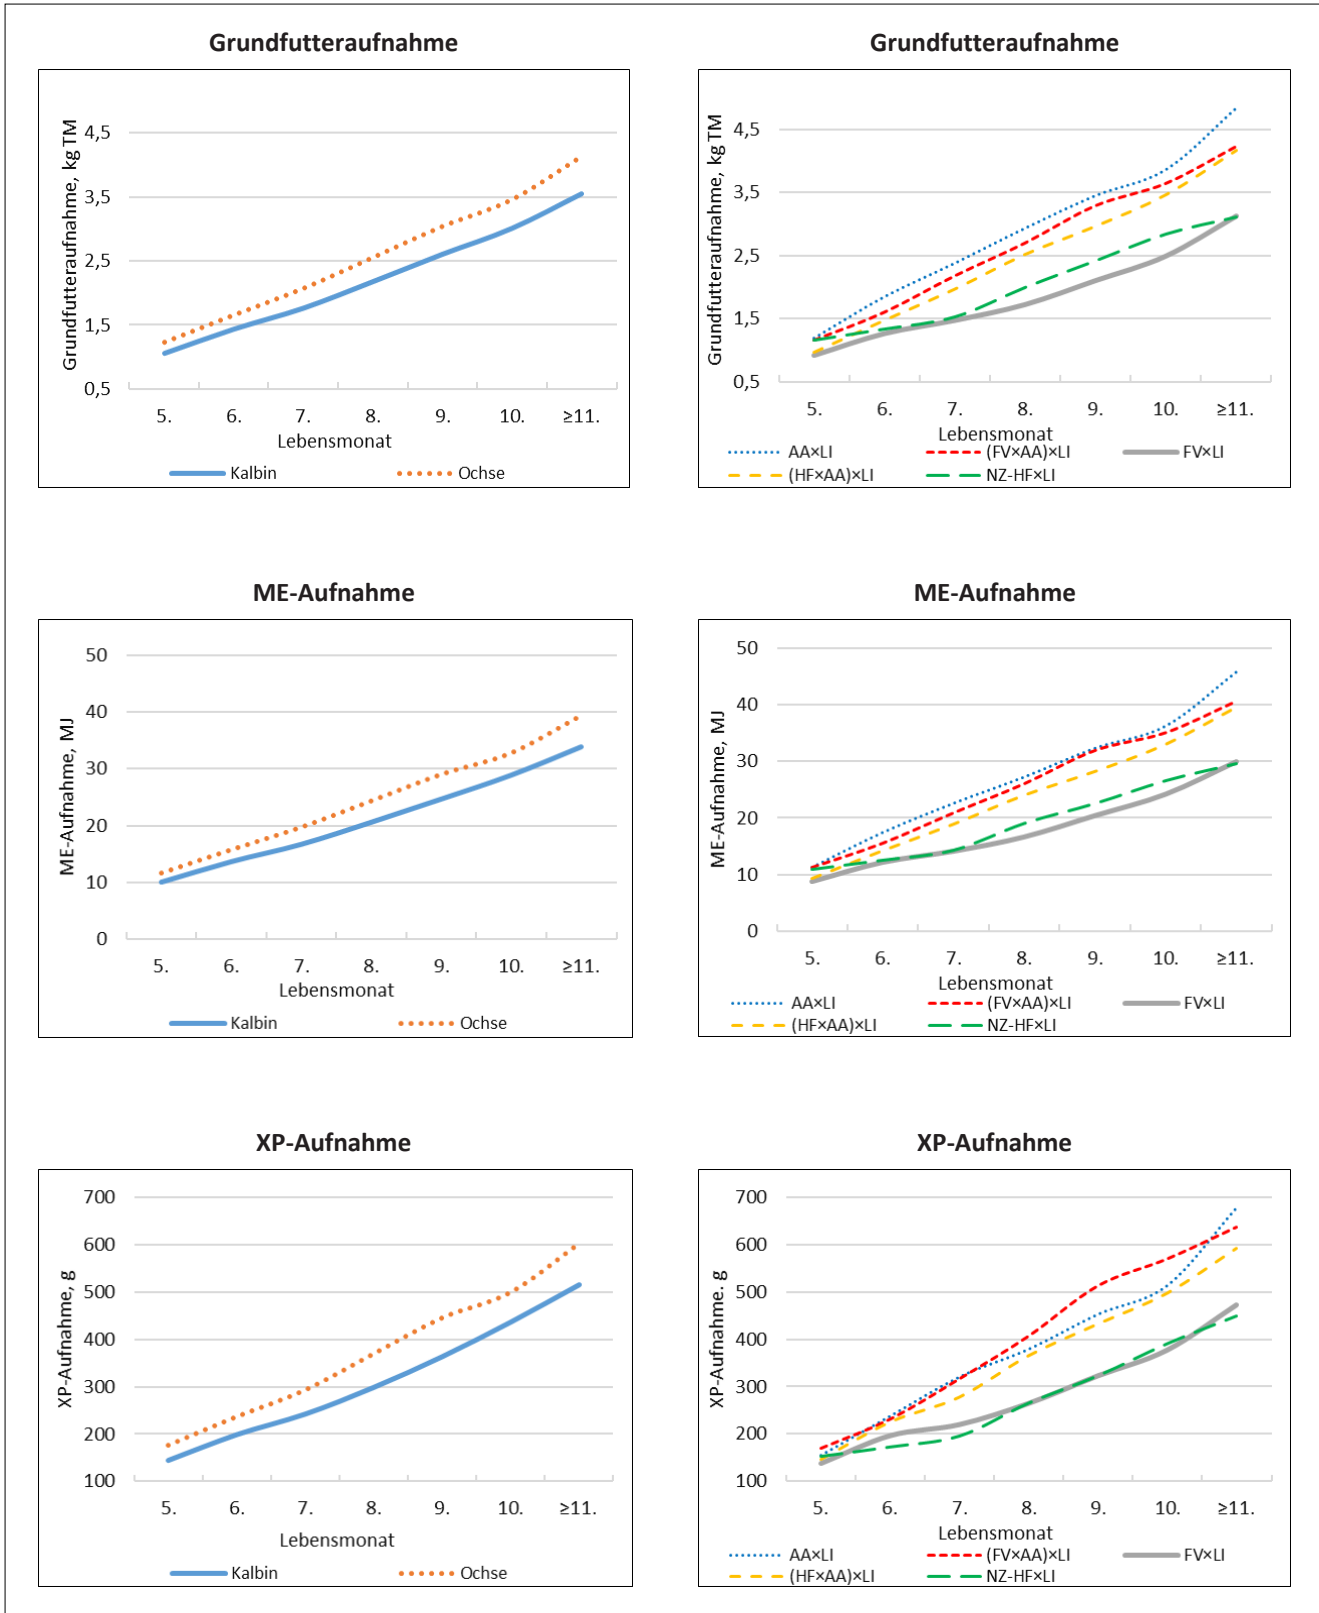 Grundfutteraufnahme
Grundfutteraufnahme, kg TM
4,5
3,5
2,5
1,5
0,5
5. 6. 7. 8. 9. 10. ≥11.
Lebensmonat
Kalbin Ochse
Grundfutteraufnahme
Grundfutteraufnahme, kg TM
4,5
3,5
2,5
1,5
0,5
5. 6. 7. 8. 9. 10. ≥11.
Lebensmonat
AA×LI (FV×AA)×LI FV×LI
(HF×AA)×LI NZ-HF×LI
ME-Aufnahme
ME-Aufnahme, MJ
50
40
30
20
10
0
5. 6. 7. 8. 9. 10. ≥11.
Lebensmonat
Kalbin Ochse
ME-Aufnahme
ME-Aufnahme, MJ
50
40
30
20
10
0
5. 6. 7. 8. 9. 10. ≥11.
Lebensmonat
AA×LI (FV×AA)×LI FV×LI
(HF×AA)×LI NZ-HF×LI
XP-Aufnahme
XP-Aufnahme, g
700
600
500
400
300
200
100
5. 6. 7. 8. 9. 10. ≥11.
Lebensmonat
Kalbin Ochse
XP-Aufnahme
XP-Aufnahme. g
700
600
500
400
300
200
100
5. 6. 7. 8. 9. 10. ≥11.
Lebensmonat
AA×LI (FV×AA)×LI FV×LI
(HF×AA)×LI NZ-HF×LI